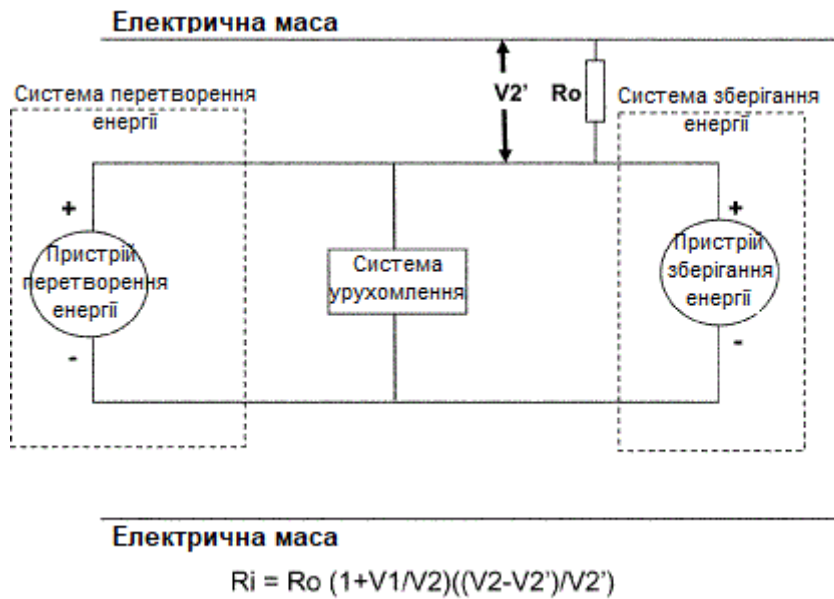 Електрична маса
V2'
Ro
Система перетворення
енергії
Система зберігання
енергії
+
Пристрій
перетворення
енергії
-
Система
урухомлення
+
Пристрій
зберігання
енергії
-
Електрична маса
Ri = Ro (1+V1/V2)((V2-V2')/V2')